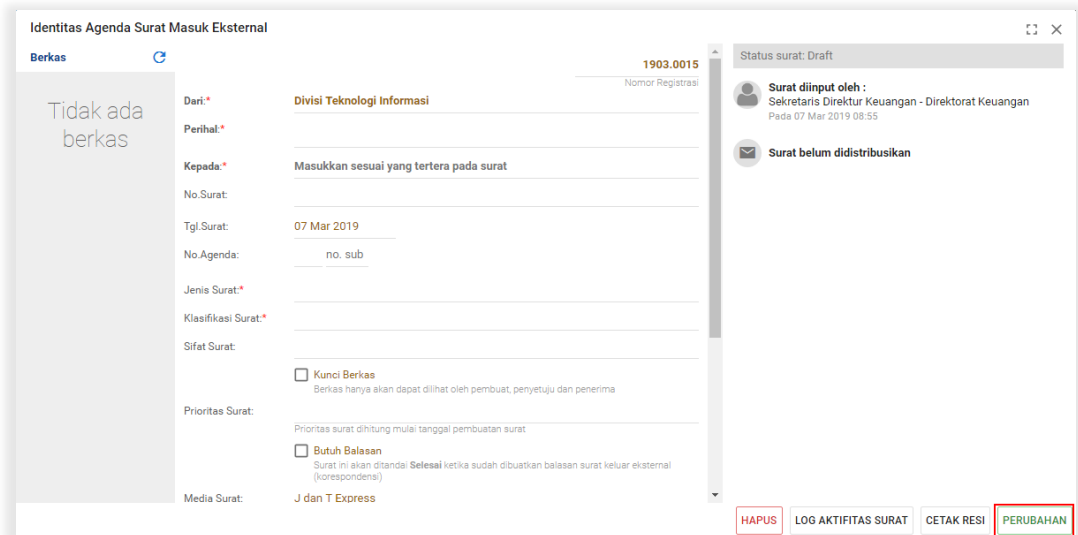 Identitas Agenda Surat Masuk Eksternal
Berkas
Tidak ada
berkas
1903.0015
Nomor Registrasi
Dari:* Divisi Teknologi Informasi
Perihal:*
Kepada:* Masukkan sesuai yang tertera pada surat
No.Surat:
Tgl.Surat: 07 Mar 2019
No.Agenda: no. sub
Jenis Surat:*
Klasifikasi Surat:*
Sifat Surat:
Kunci Berkas
Berkas hanya akan dapat dilihat oleh pembuat, penyetuju dan penerima
Prioritas Surat:
Prioritas surat dihitung mulai tanggal pembuatan surat
Butuh Balasan
Surat ini akan ditandai Selesai ketika sudah dibuatkan balasan surat keluar eksternal
(korespondensi)
Media Surat: J dan T Express
Status surat: Draft
Surat diinput oleh :
Sekretaris Direktur Keuangan - Direktorat Keuangan
Pada 07 Mar 2019 08:55
Surat belum didistribusikan
HAPUS LOG AKTIFITAS SURAT CETAK RESI PERUBAHAN